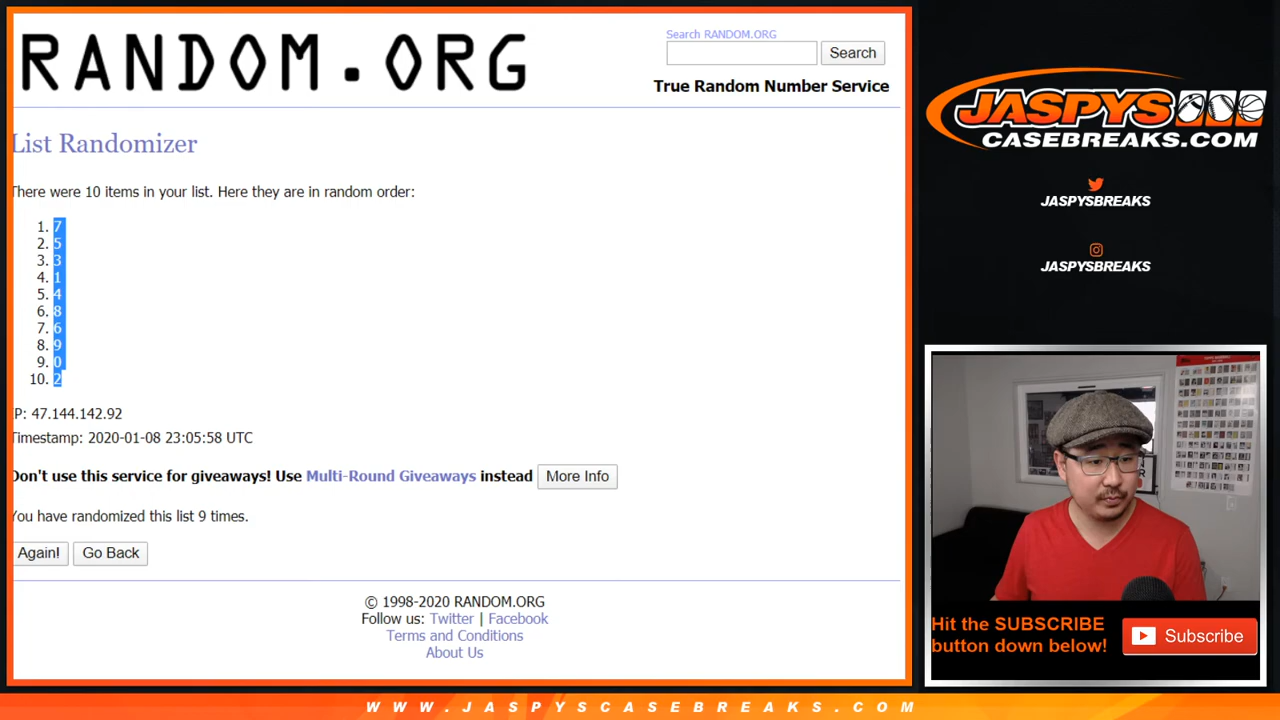 RANDOM.ORG
Search RANDOM.ORG
Search
True Random Number Service
List Randomizer
There were 10 items in your list. Here they are in random order:
1. 7
2. 5
3. 3
4. 1
5. 4
6. 8
7. 6
8. 9
9. 0
10. 2
IP: 47.144.142.92
Timestamp: 2020-01-08 23:05:58 UTC
Don't use this service for giveaways! Use Multi-Round Giveaways instead More Info
You have randomized this list 9 times.
Again! Go Back
© 1998-2020 RANDOM.ORG
Follow us: Twitter | Facebook
Terms and Conditions
About Us
JASPYS
CASEBREAKS.COM
JASPYSBREAKS
JASPYSBREAKS
Hit the SUBSCRIBE
button down below!
Subscribe
WWW.JASPYSCASEBREAKS.COM